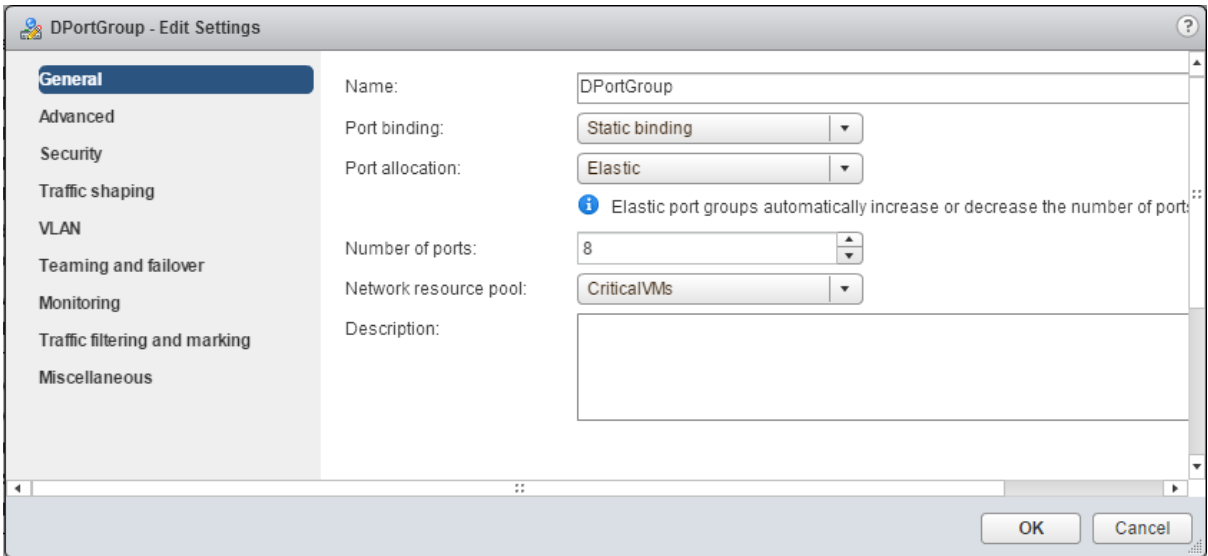 DPortGroup - Edit Settings
?
General
Advanced
Security
Traffic shaping
VLAN
Teaming and failover
Monitoring
Traffic filtering and marking
Miscellaneous
Name: DPortGroup
Port binding: Static binding
Port allocation: Elastic
Elastic port groups automatically increase or decrease the number of ports
Number of ports: 8
Network resource pool: CriticalVMs
Description:
OK Cancel